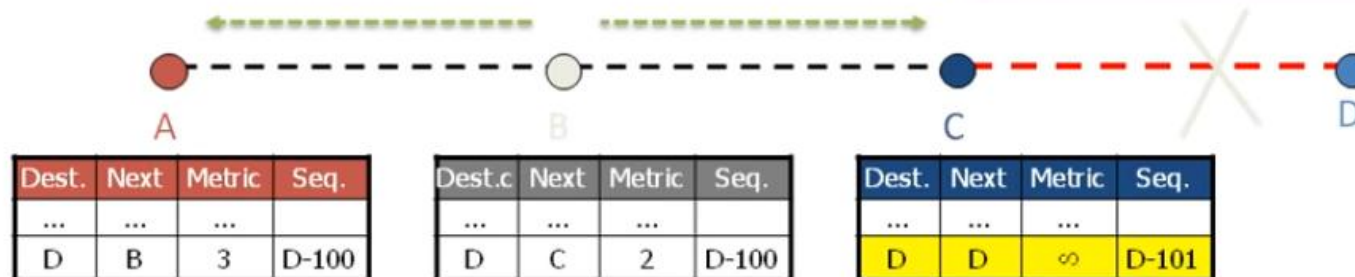 A B C D
Dest. Next Metric Seq. Dest.c Next Metric Seq. Dest. Next Metric Seq.
... ... ... ... ... ... ... ... ...
D B 3 D-100 D C 2 D-100 D D ∞ D-101